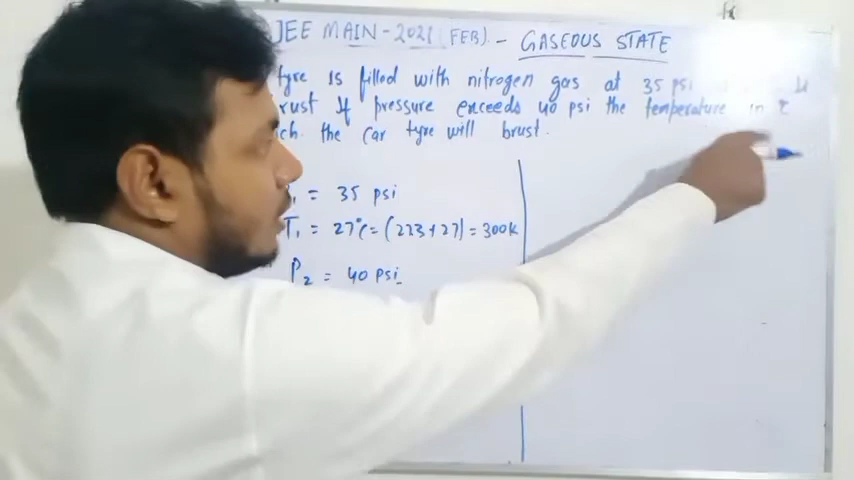 JEE MAIN-2021 (FEB) - GASEOUS STATE
tyre is filled with nitrogen gas at 35 psi
rust If pressure exceeds 40 psi the temperature in °C
ch the car tyre will brust.
= 35 psi
T₁ = 27°C = (223+27) = 300K
P₂ = 40 psi